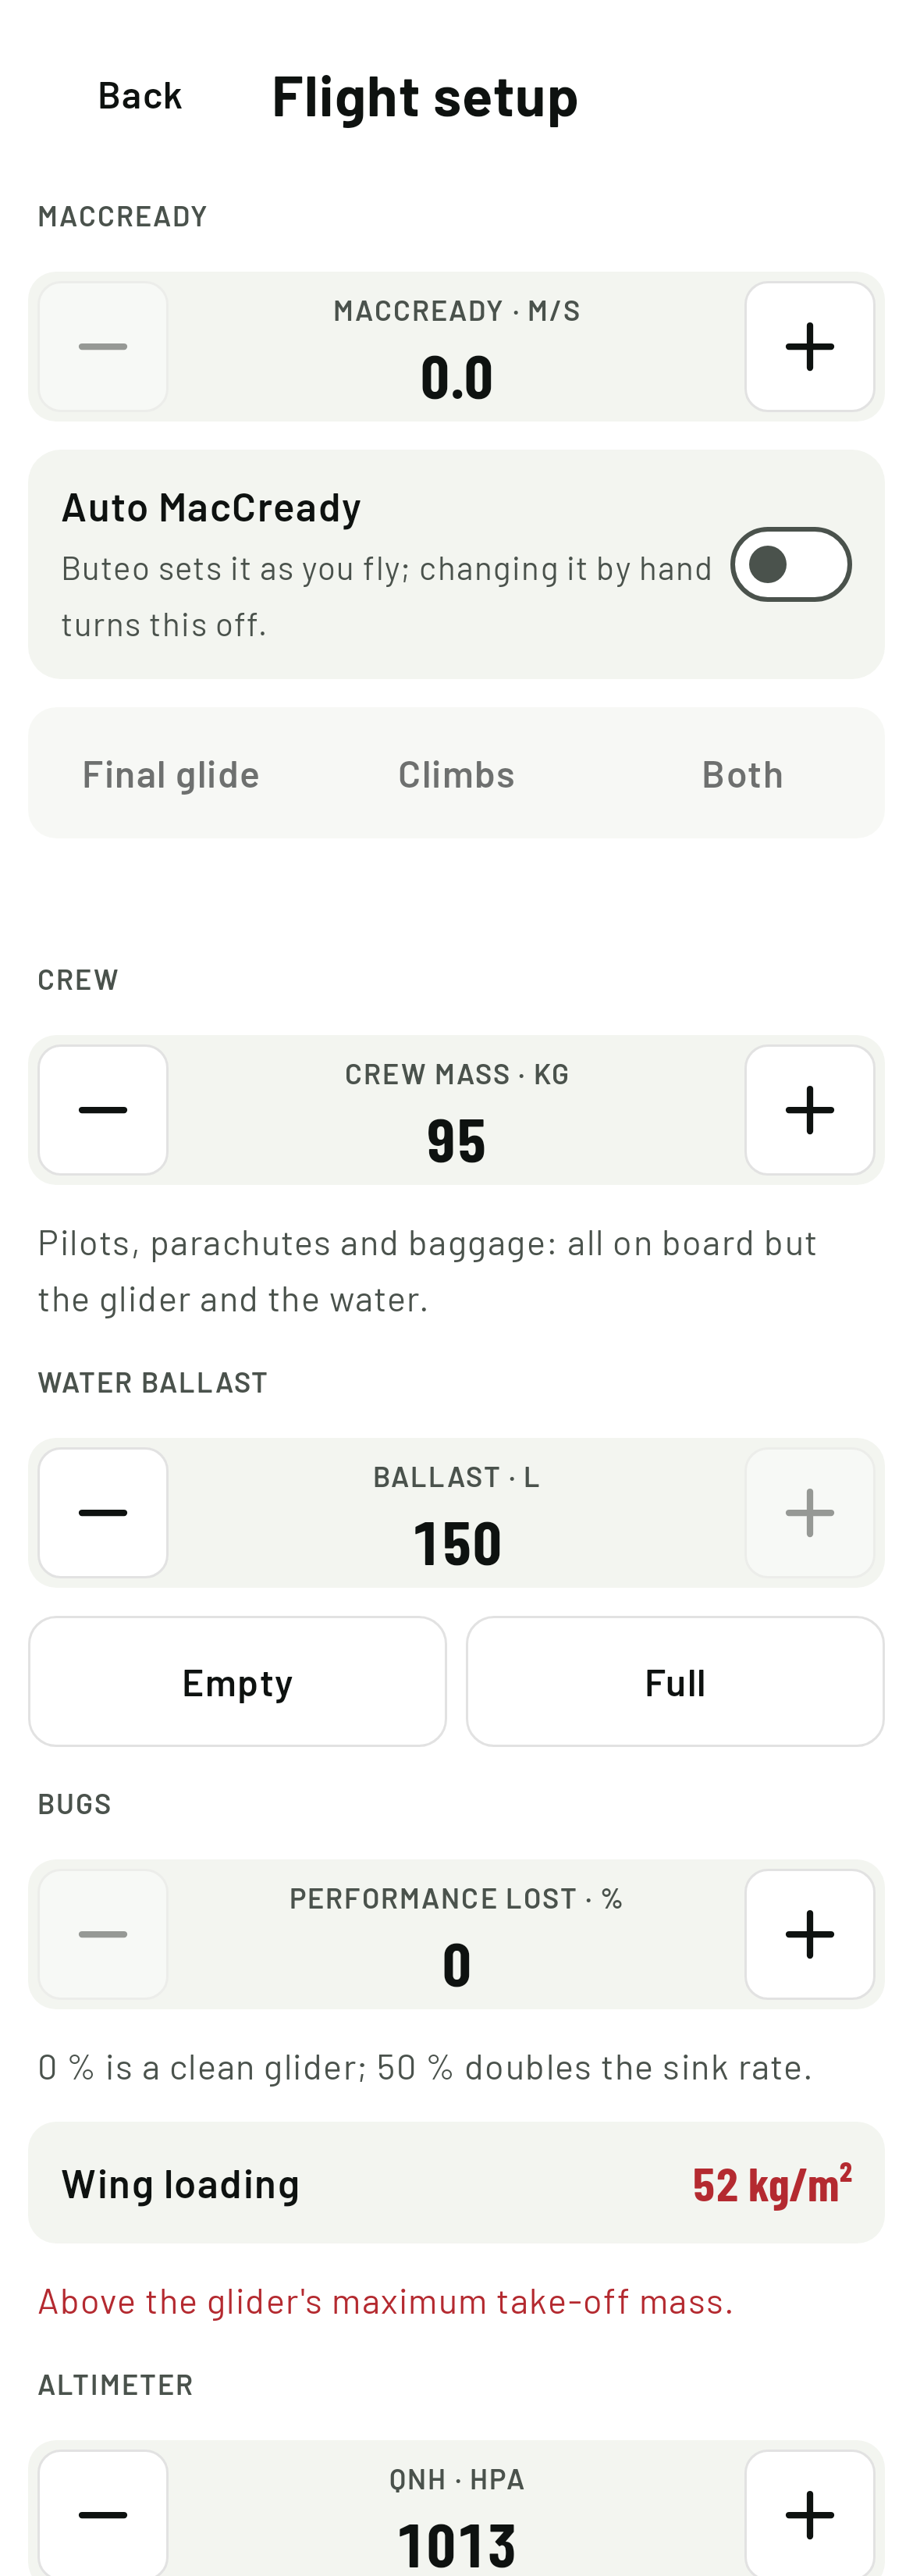 Back
Flight setup
MACCREADY
MACCREADY · M/S
0.0
Auto MacCready
Buteo sets it as you fly; changing it by hand
turns this off.
Final glide
Climbs
Both
CREW
CREW MASS · KG
95
Pilots, parachutes and baggage: all on board but
the glider and the water.
WATER BALLAST
BALLAST · L
150
Empty
Full
BUGS
PERFORMANCE LOST · %
0
0 % is a clean glider; 50 % doubles the sink rate.
Wing loading
52 kg/m²
Above the glider's maximum take-off mass.
ALTIMETER
QNH · HPA
1013